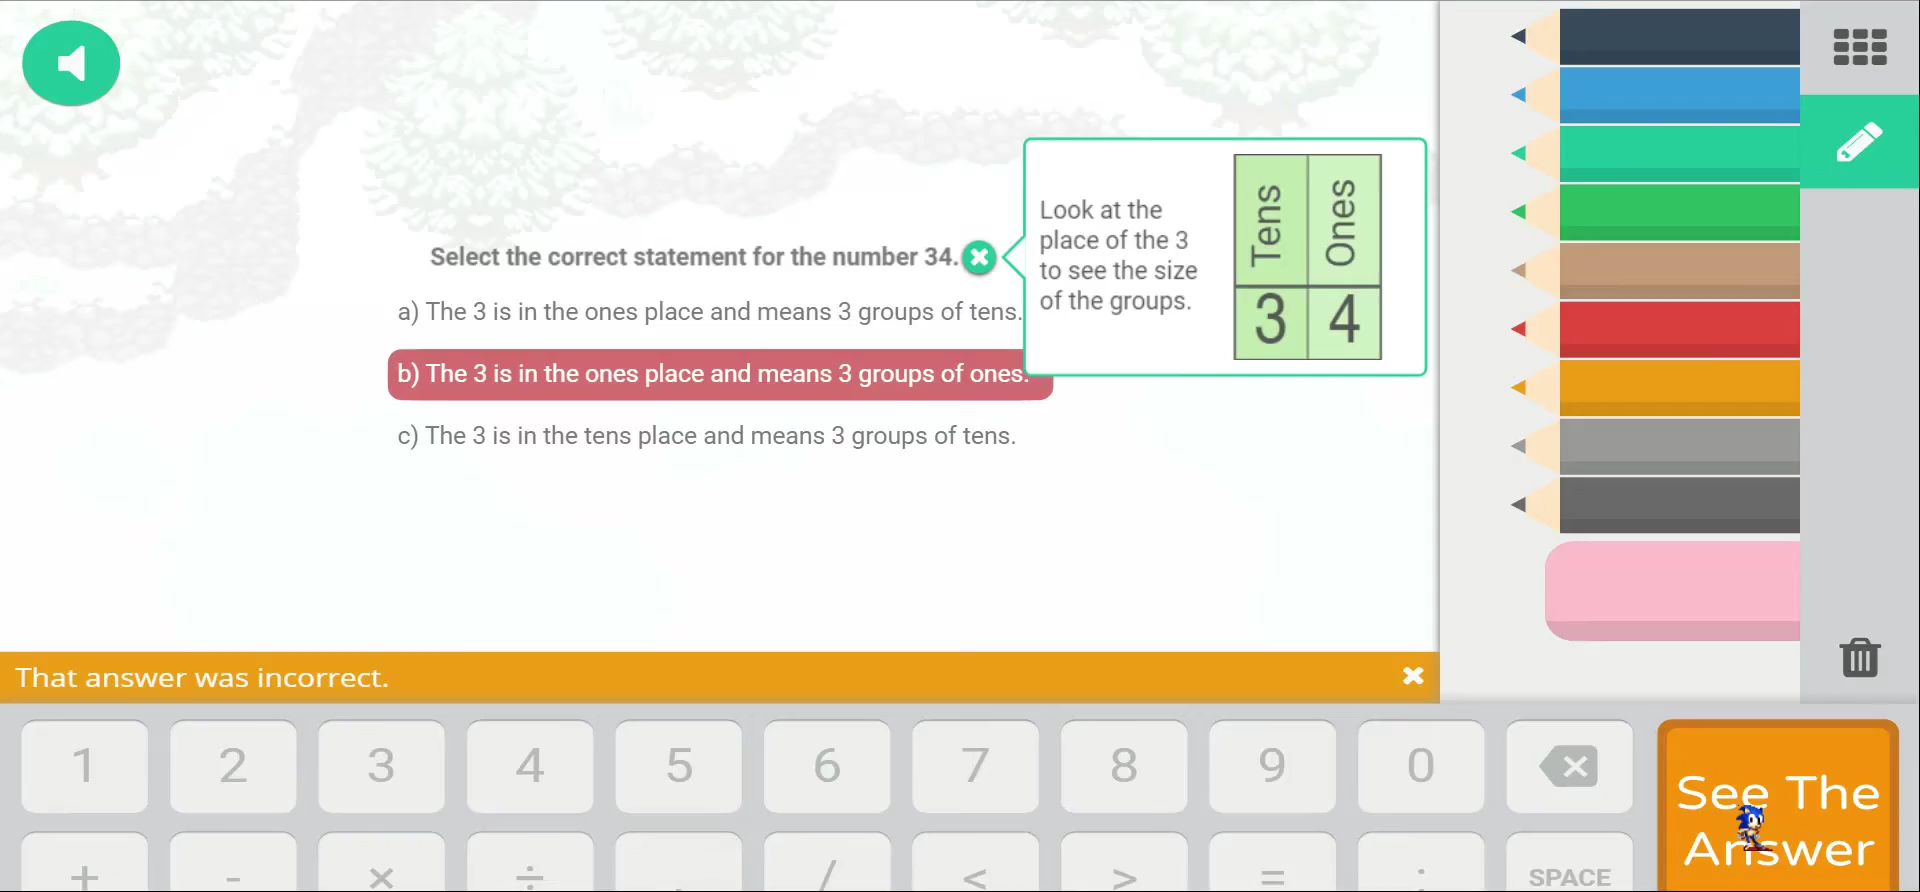 Select the correct statement for the number 34.
a) The 3 is in the ones place and means 3 groups of tens.
b) The 3 is in the ones place and means 3 groups of ones.
c) The 3 is in the tens place and means 3 groups of tens.
Look at the
place of the 3
to see the size
of the groups.
Tens Ones
3 4
That answer was incorrect.
1 2 3 4 5 6 7 8 9 0
+ - × ÷ . / < > = : SPACE
See The
Answer